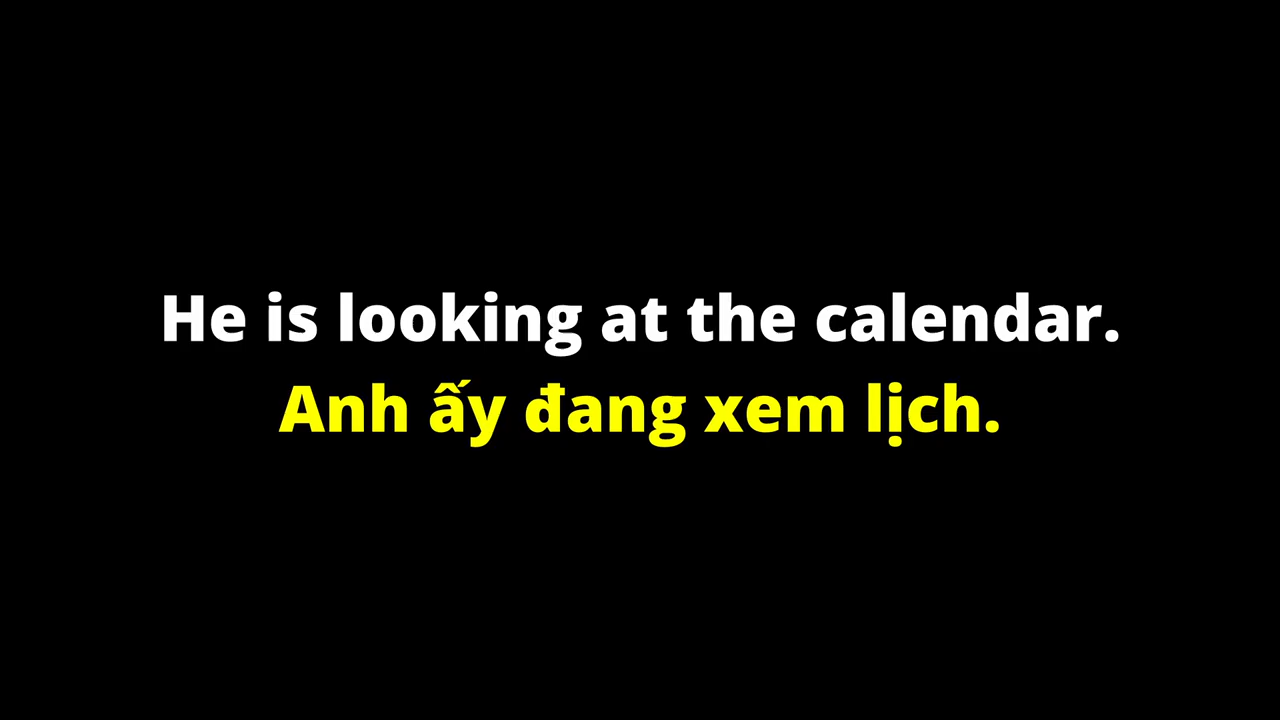 He is looking at the calendar.
Anh ấy đang xem lịch.